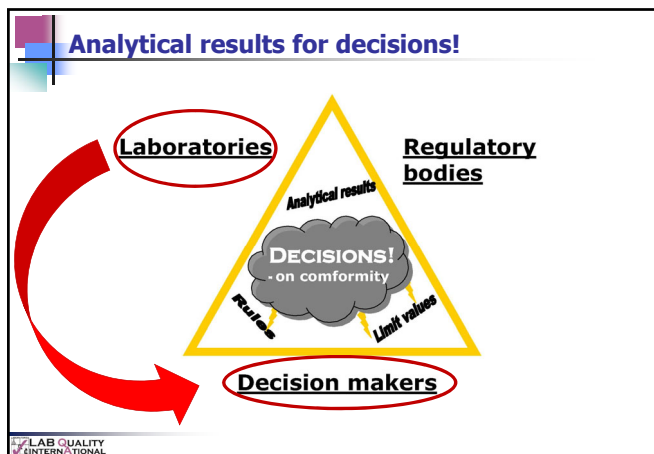 Analytical results for decisions!
Laboratories
Regulatory
bodies
Analytical results
DECISIONS!
- on comformity
Rules
Limit values
Decision makers
LAB QUALITY
INTERNATIONAL